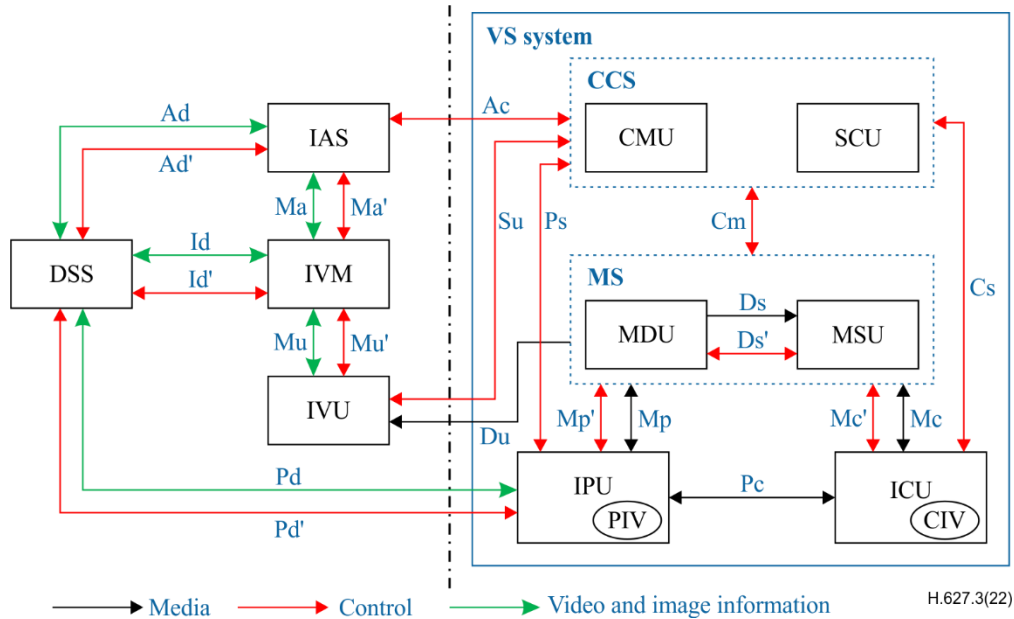 VS system
CCS
Ad
Ac
IAS
CMU
SCU
Ad'
Ma
Ma'
Su
Ps
Cm
Id
DSS
IVM
MS
Id'
Cs
Ds
MDU
MSU
Ds'
Mu
Mu'
IVU
Du
Mp'
Mp
Mc'
Mc
Pd
IPU
Pc
ICU
PIV
CIV
Pd'
Media
Control
Video and image information
H.627.3(22)